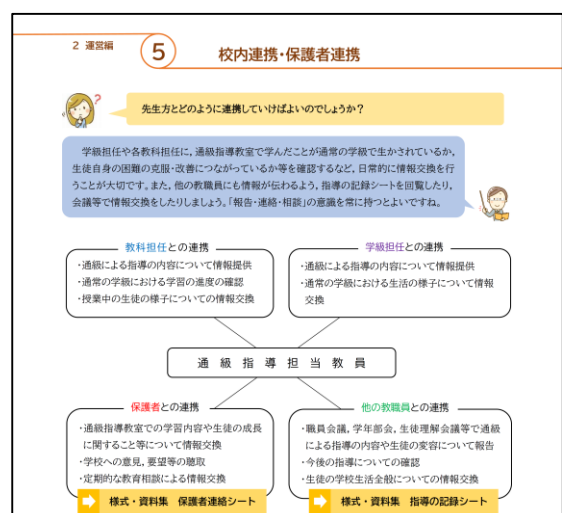 2 運営編
5
校内連携・保護者連携
?
先生方とどのように連携していけばよいのでしょうか？
学級担任や各教科担任に，通級指導教室で学んだことが通常の学級で生かされているか，
生徒自身の困難の克服・改善につながっているか等を確認するなど，日常的に情報交換を行
うことが大切です。また，他の教職員にも情報が伝わるよう，指導の記録シートを回覧したり，
会議等で情報交換をしたりしましょう。「報告・連絡・相談」の意識を常に持つとよいですね。
教科担任との連携
・通級による指導の内容について情報提供
・通常の学級における学習の進度の確認
・授業中の生徒の様子についての情報交換
学級担任との連携
・通級による指導の内容について情報提供
・通常の学級における生活の様子について情報
交換
通級指導担当教員
保護者との連携
・通級指導教室での学習内容や生徒の成長
に関すること等について情報交換
・学校への意見，要望等の聴取
・定期的な教育相談による情報交換
様式・資料集 保護者連絡シート
他の教職員との連携
・職員会議，学年部会，生徒理解会議等で通級
による指導の内容や生徒の変容について報告
・今後の指導についての確認
・生徒の学校生活全般についての情報交換
様式・資料集 指導の記録シート